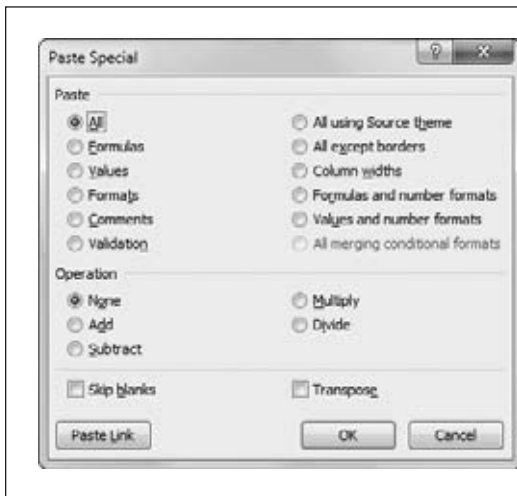 Paste Special
Paste
All
All using Source theme
Formulas
All except borders
Values
Column widths
Formats
Formulas and number formats
Comments
Values and number formats
Validation
All merging conditional formats
Operation
None
Multiply
Add
Divide
Subtract
Skip blanks
Transpose
Paste Link
OK
Cancel